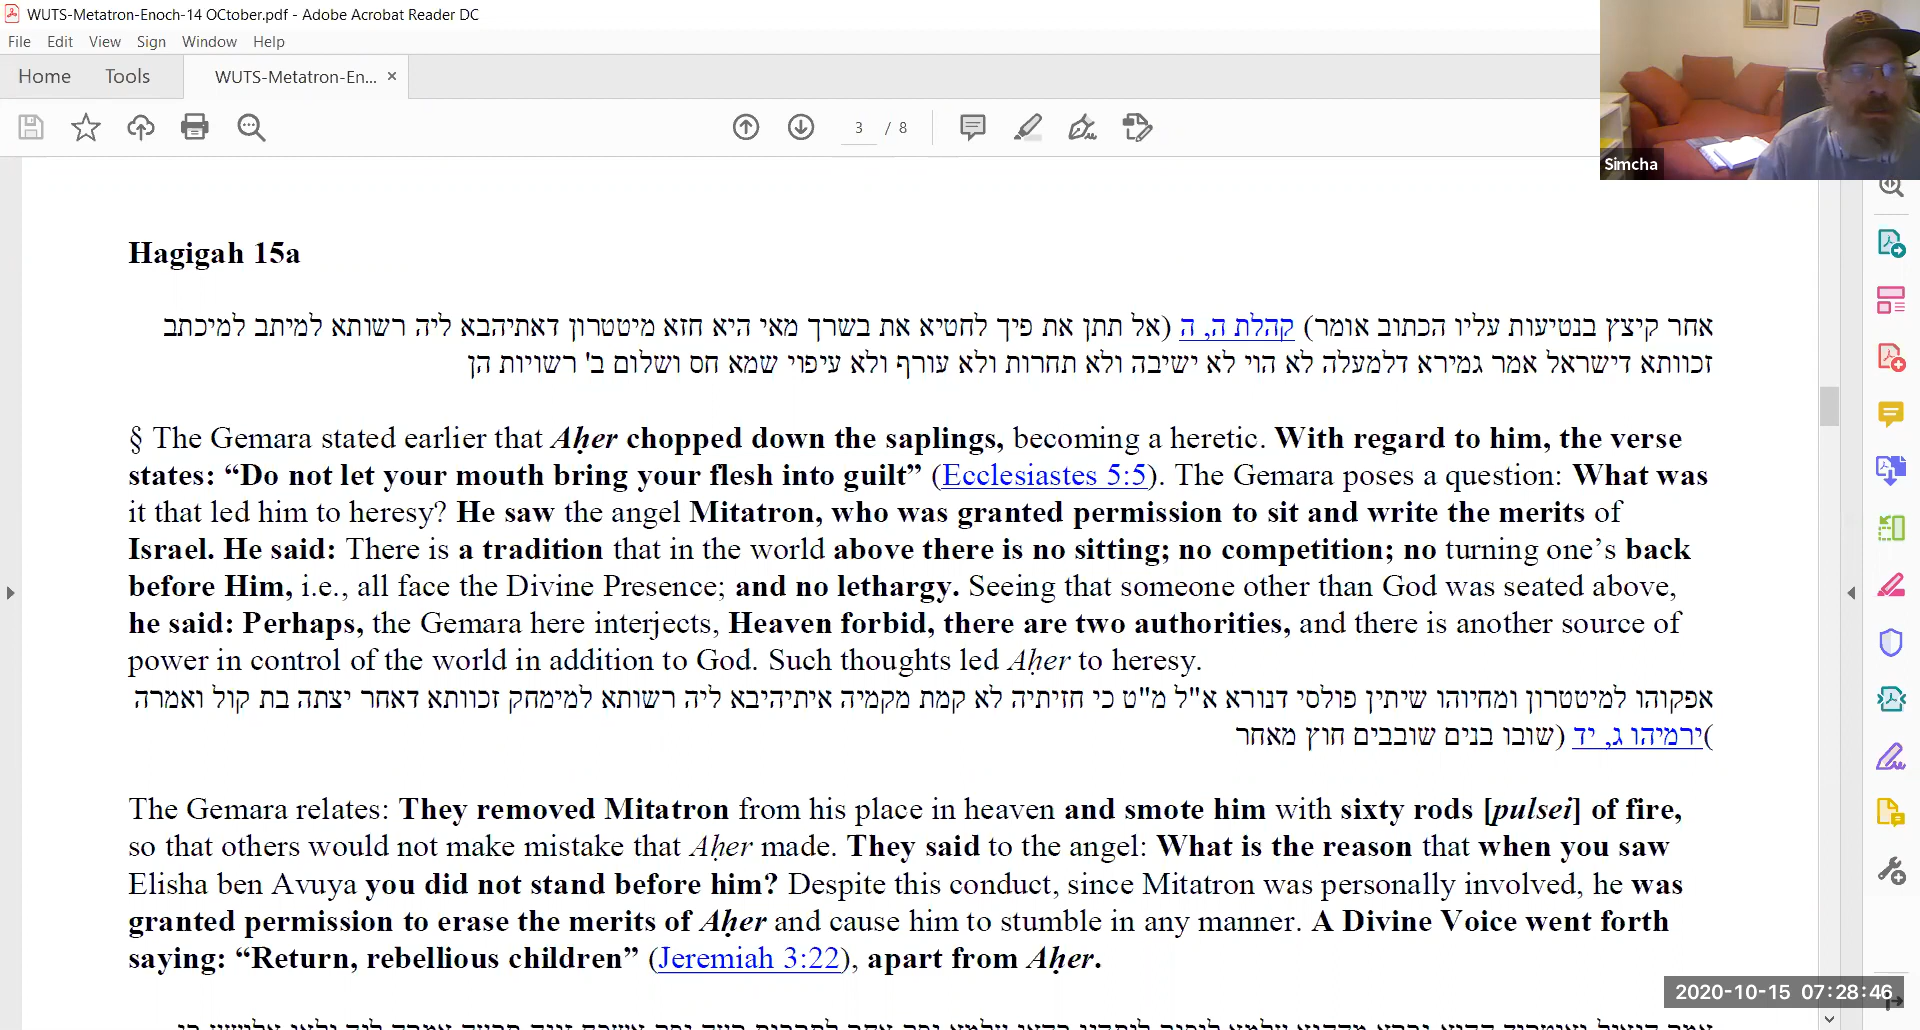 WUTS-Metatron-Enoch-14 OCtober.pdf - Adobe Acrobat Reader DC
File Edit View Sign Window Help
Home Tools WUTS-Metatron-En... ×
3 / 8
Simcha
Hagigah 15a
אחר קיצץ בנטיעות עליו הכתוב אומר) קהלת ה, ה (אל תתן את פיך לחטיא את בשרך מאי היא חזא מיטטרון דאתיהבא ליה רשותא למיתב למיכתב
זכוותא דישראל אמר גמירא דלמעלה לא הוי לא ישיבה ולא תחרות ולא עורף ולא עיפוי שמא חס ושלום ב' רשויות הן
§ The Gemara stated earlier that Aḥer chopped down the saplings, becoming a heretic. With regard to him, the verse
states: “Do not let your mouth bring your flesh into guilt” (Ecclesiastes 5:5). The Gemara poses a question: What was
it that led him to heresy? He saw the angel Mitatron, who was granted permission to sit and write the merits of
Israel. He said: There is a tradition that in the world above there is no sitting; no competition; no turning one’s back
before Him, i.e., all face the Divine Presence; and no lethargy. Seeing that someone other than God was seated above,
he said: Perhaps, the Gemara here interjects, Heaven forbid, there are two authorities, and there is another source of
power in control of the world in addition to God. Such thoughts led Aḥer to heresy.
אפקוהו למיטטרון ומחיוהו שיתין פולסי דנורא א"ל מ"ט כי חזיתיה לא קמת מקמיה איתיהיבא ליה רשותא למימחק זכוותא דאחר יצתה בת קול ואמרה
)ירמיהו ג, יד (שובו בנים שובבים חוץ מאחר
The Gemara relates: They removed Mitatron from his place in heaven and smote him with sixty rods [pulsei] of fire,
so that others would not make mistake that Aḥer made. They said to the angel: What is the reason that when you saw
Elisha ben Avuya you did not stand before him? Despite this conduct, since Mitatron was personally involved, he was
granted permission to erase the merits of Aḥer and cause him to stumble in any manner. A Divine Voice went forth
saying: “Return, rebellious children” (Jeremiah 3:22), apart from Aḥer.
2020-10-15 07:28:46